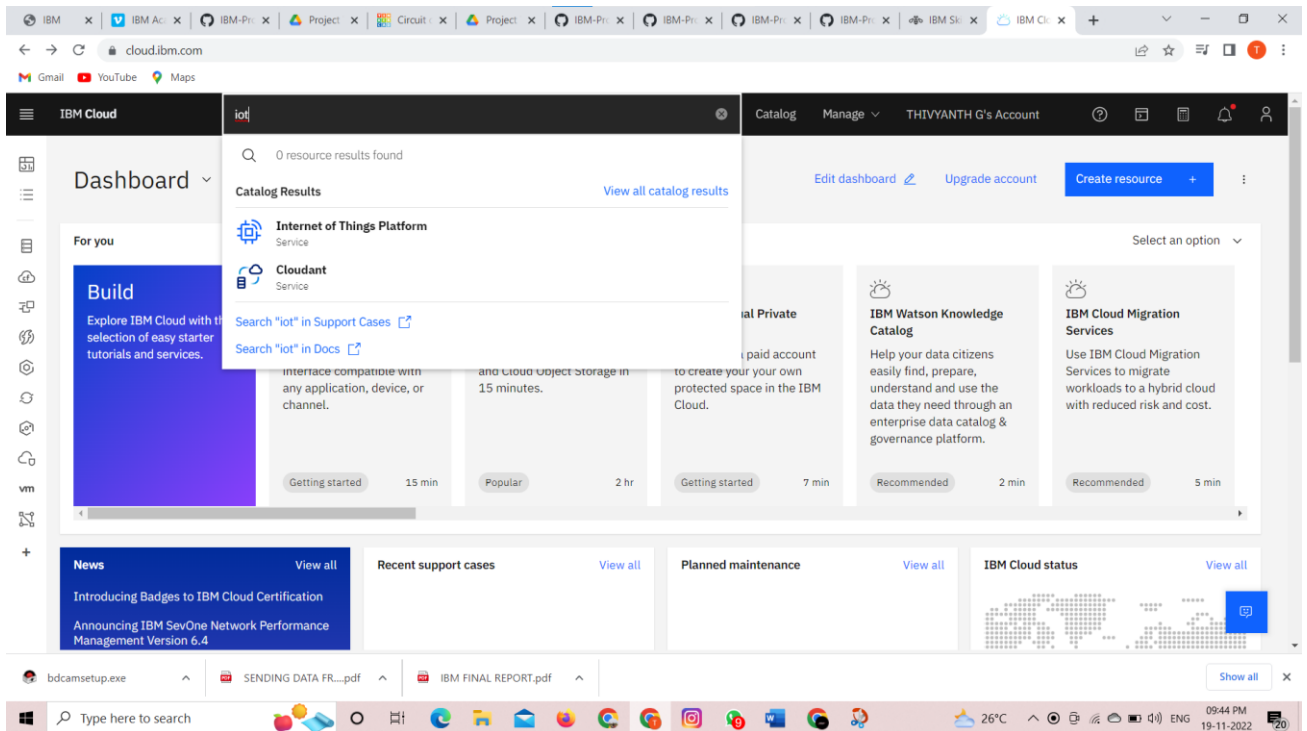 IBM
IBM Aca
IBM-Pro
Project
Circuit
Project
IBM-Pro
IBM-Pro
IBM-Pro
IBM-Pro
IBM Ski
IBM Clo
cloud.ibm.com
T
Gmail
YouTube
Maps
IBM Cloud
iot
Catalog
Manage
THIVYANTH G's Account
0 resource results found
Dashboard
Edit dashboard
Upgrade account
Create resource +
Catalog Results
View all catalog results
Internet of Things Platform
Service
Cloudant
Service
Search "iot" in Support Cases
Search "iot" in Docs
For you
Select an option
Build
Explore IBM Cloud with th
selection of easy starter
tutorials and services.
interface compatible with
any application, device, or
channel.
Getting started 15 min
and Cloud Object Storage in
15 minutes.
Popular 2 hr
al Private
paid account
to create your your own
protected space in the IBM
Cloud.
Getting started 7 min
IBM Watson Knowledge
Catalog
Help your data citizens
easily find, prepare,
understand and use the
data they need through an
enterprise data catalog &
governance platform.
Recommended 2 min
IBM Cloud Migration
Services
Use IBM Cloud Migration
Services to migrate
workloads to a hybrid cloud
with reduced risk and cost.
Recommended 5 min
vm
News View all
Introducing Badges to IBM Cloud Certification
Announcing IBM SevOne Network Performance
Management Version 6.4
Recent support cases View all
Planned maintenance View all
IBM Cloud status View all
bdcamsetup.exe
SENDING DATA FR....pdf
IBM FINAL REPORT.pdf
Show all
Type here to search
26°C
ENG
09:44 PM
19-11-2022
20